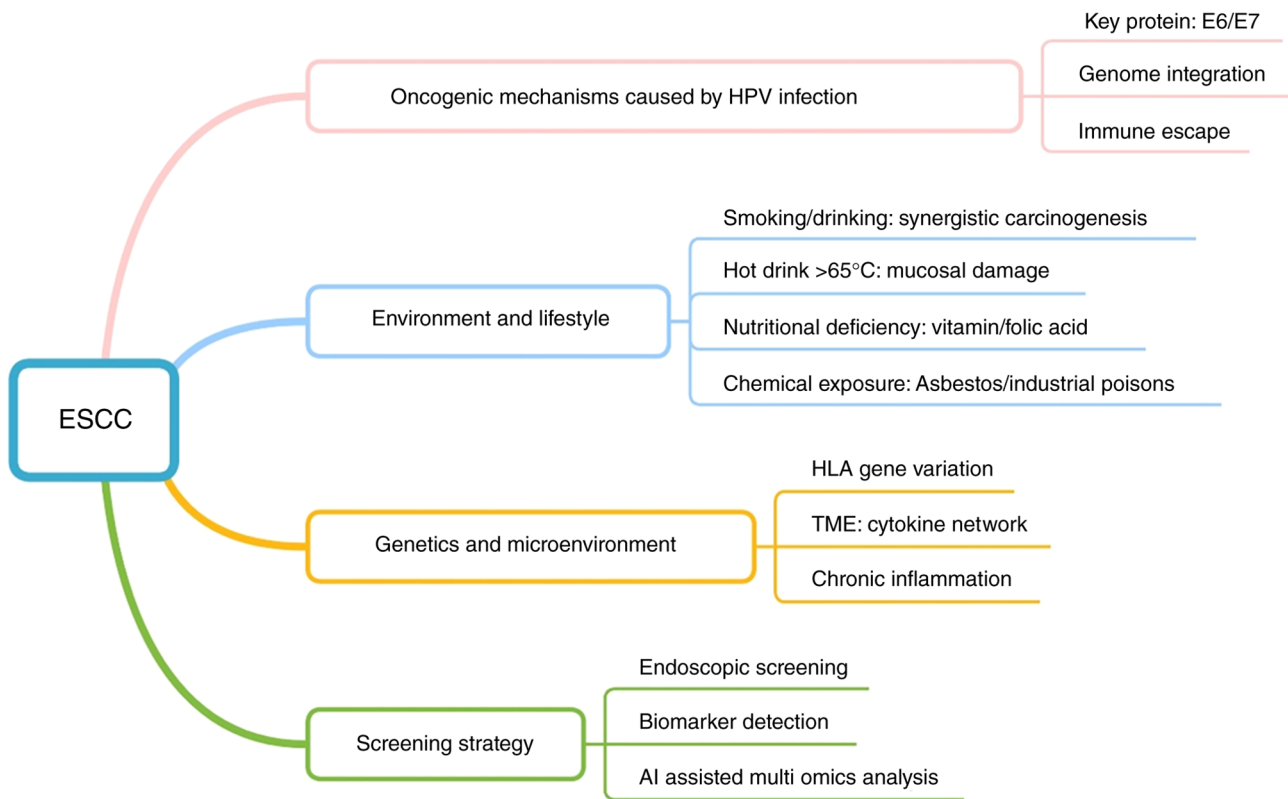 Key protein: E6/E7
Oncogenic mechanisms caused by HPV infection
Genome integration
Immune escape
Smoking/drinking: synergistic carcinogenesis
Hot drink >65°C: mucosal damage
Environment and lifestyle
Nutritional deficiency: vitamin/folic acid
Chemical exposure: Asbestos/industrial poisons
ESCC
HLA gene variation
TME: cytokine network
Genetics and microenvironment
Chronic inflammation
Endoscopic screening
Biomarker detection
Screening strategy
AI assisted multi omics analysis